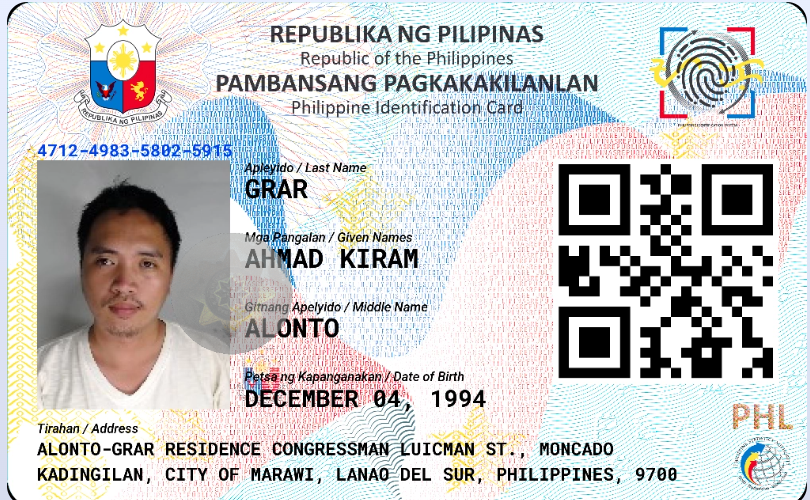 REPUBLIKA NG PILIPINAS
Republic of the Philippines
PAMBANSANG PAGKAKAKILANLAN
Philippine Identification Card
REPUBLIKA NG PILIPINAS
4712-4983-5802-5915
Apleyido / Last Name
GRAR
Mga Pangalan / Given Names
AHMAD KIRAM
Gitnang Apelyido / Middle Name
ALONTO
Petsa ng Kapanganakan / Date of Birth
DECEMBER 04, 1994
PHL
Tirahan / Address
ALONTO-GRAR RESIDENCE CONGRESSMAN LUICMAN ST., MONCADO
KADINGILAN, CITY OF MARAWI, LANAO DEL SUR, PHILIPPINES, 9700